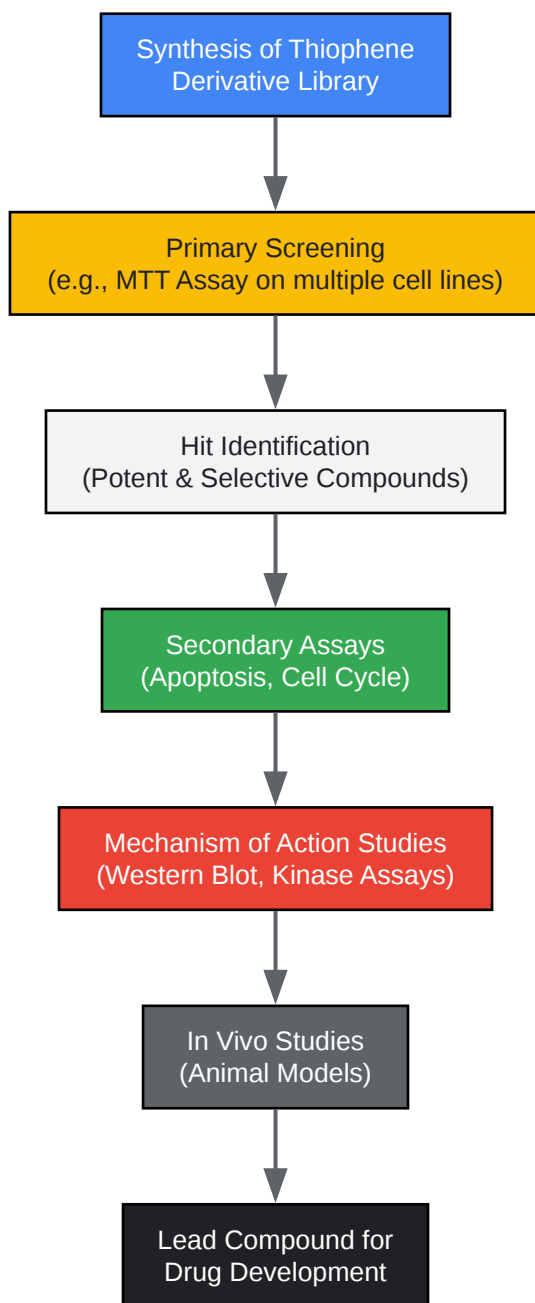 Synthesis of Thiophene
Derivative Library
Primary Screening
(e.g., MTT Assay on multiple cell lines)
Hit Identification
(Potent & Selective Compounds)
Secondary Assays
(Apoptosis, Cell Cycle)
Mechanism of Action Studies
(Western Blot, Kinase Assays)
In Vivo Studies
(Animal Models)
Lead Compound for
Drug Development